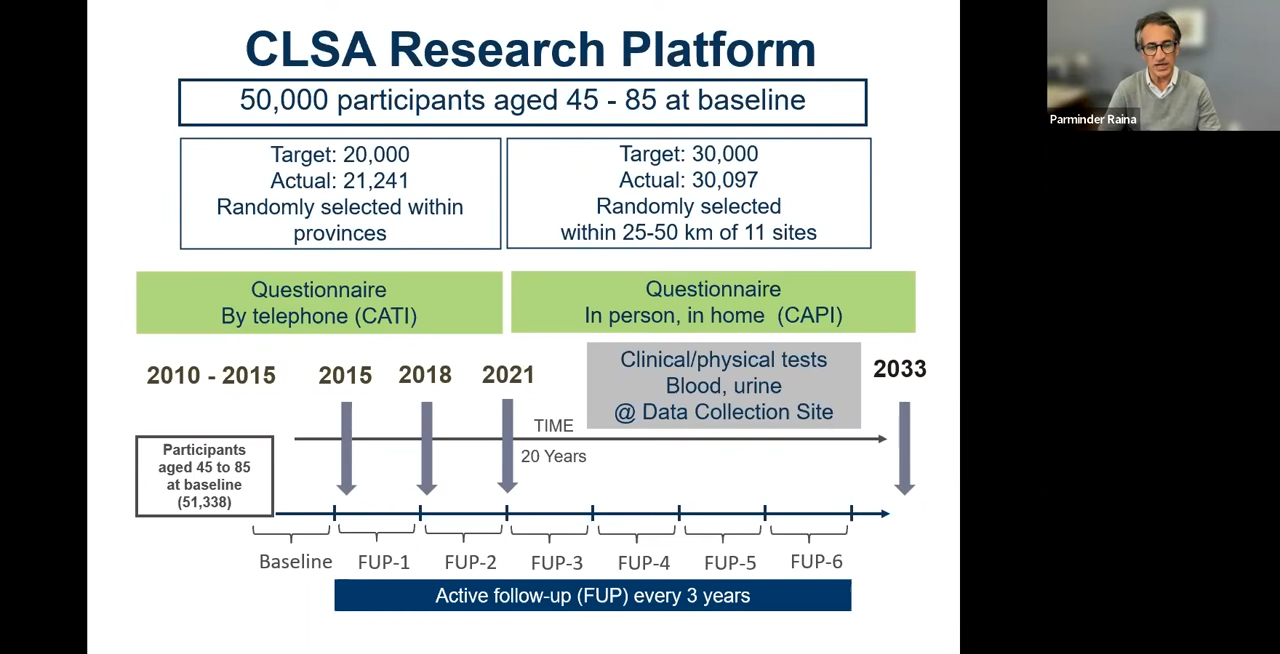 CLSA Research Platform
50,000 participants aged 45 - 85 at baseline
Target: 20,000
Actual: 21,241
Randomly selected within
provinces
Target: 30,000
Actual: 30,097
Randomly selected
within 25-50 km of 11 sites
Questionnaire
By telephone (CATI)
Questionnaire
In person, in home (CAPI)
Clinical/physical tests
Blood, urine
@ Data Collection Site
2010 - 2015
2015
2018
2021
2033
TIME
20 Years
Participants
aged 45 to 85
at baseline
(51,338)
Baseline
FUP-1
FUP-2
FUP-3
FUP-4
FUP-5
FUP-6
Active follow-up (FUP) every 3 years
Parminder Raina